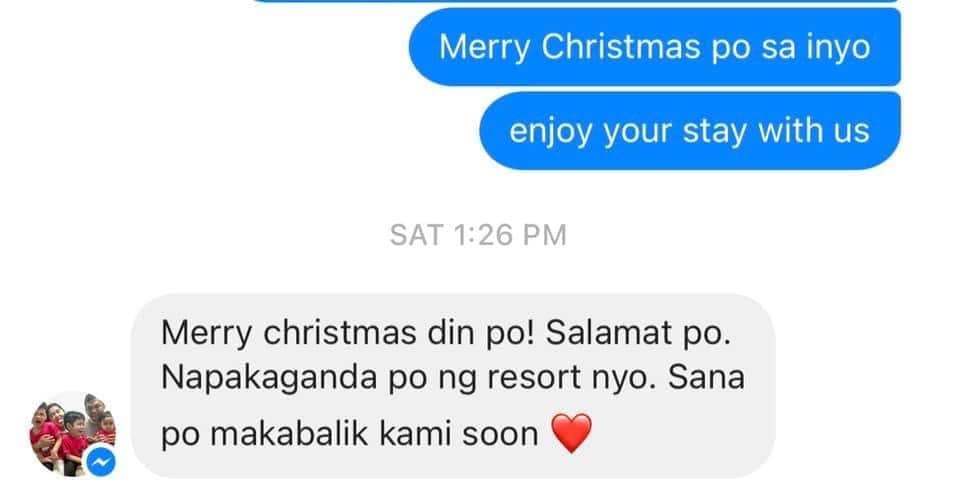 Merry Christmas po sa inyo
enjoy your stay with us
SAT 1:26 PM
Merry christmas din po! Salamat po.
Napakaganda po ng resort nyo. Sana
po makabalik kami soon ❤️